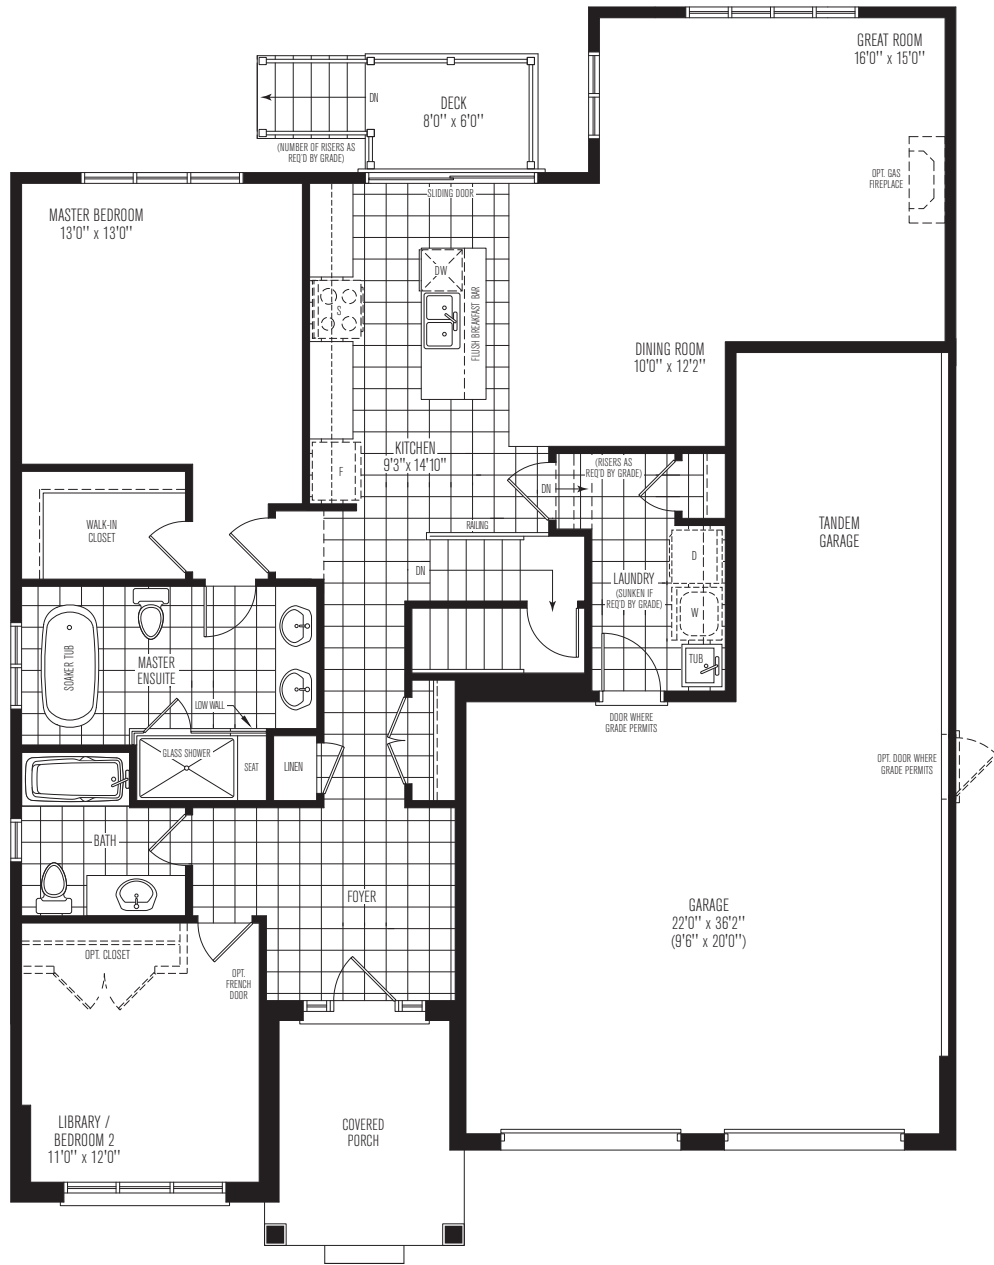 GREAT ROOM
16'0" x 15'0"
DN
DECK
8'0" x 6'0"
(NUMBER OF RISERS AS
REQ'D BY GRADE)
OPT. GAS
FIREPLACE
SLIDING DOOR
MASTER BEDROOM
13'0" x 13'0"
DW
S
FLUSH BREAKFAST BAR
DINING ROOM
10'0" x 12'2"
KITCHEN
9'3"x 14'10"
F
(RISERS AS
REQ'D BY GRADE)
DN
WALK-IN
CLOSET
RAILING
TANDEM
GARAGE
DN
D
LAUNDRY
(SUNKEN IF
REQ'D BY GRADE)
W
SOAKER TUB
MASTER
ENSUITE
TUB
LOW WALL
DOOR WHERE
GRADE PERMITS
GLASS SHOWER
SEAT
LINEN
OPT. DOOR WHERE
GRADE PERMITS
BATH
FOYER
GARAGE
22'0" x 36'2"
(9'6" x 20'0")
OPT. CLOSET
OPT.
FRENCH
DOOR
LIBRARY /
BEDROOM 2
11'0" x 12'0"
COVERED
PORCH